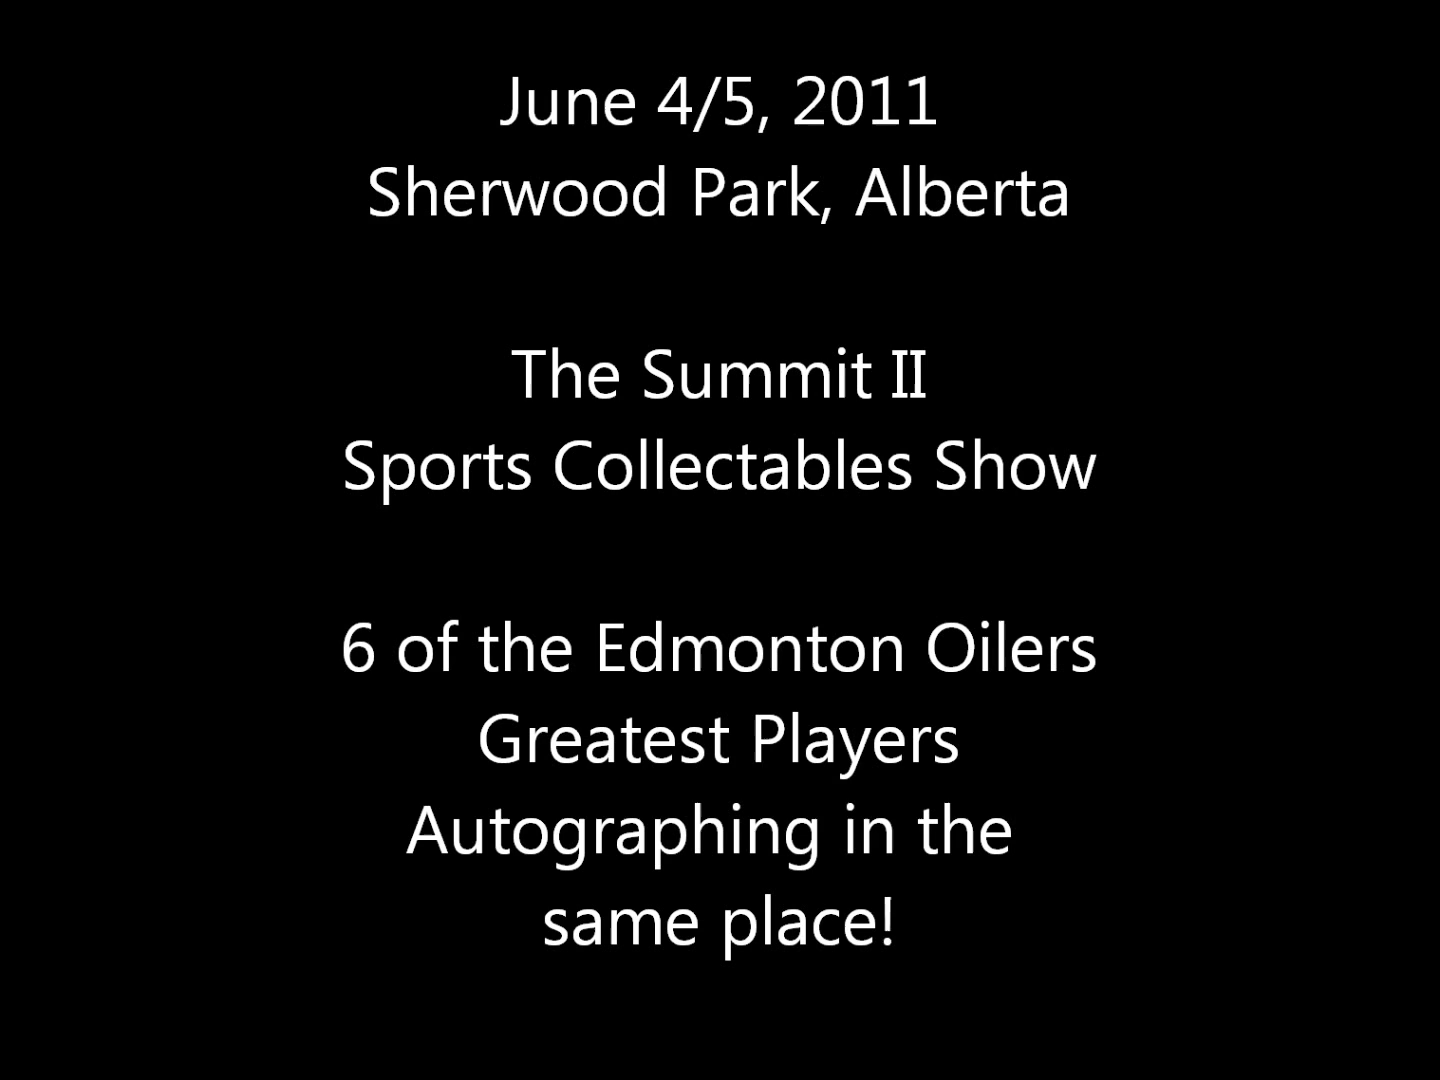 June 4/5, 2011
Sherwood Park, Alberta
The Summit II
Sports Collectables Show
6 of the Edmonton Oilers
Greatest Players
Autographing in the
same place!